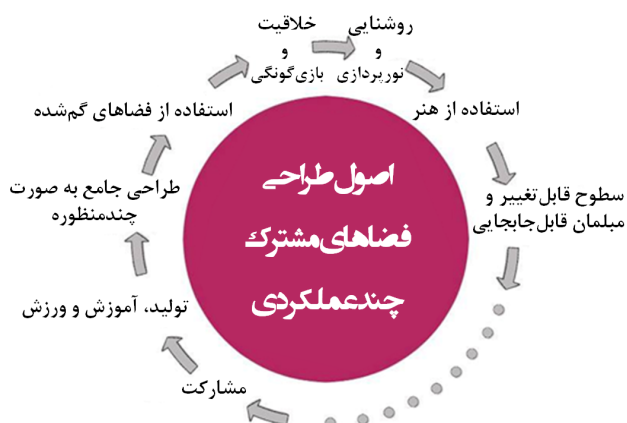 اصول طراحی
فضاهای مشترک
چندعملکردی
روشنایی
و
نورپردازی
استفاده از هنر
سطوح قابل‌تغییر و
مبلمان قابل‌جابجایی
مشارکت
تولید، آموزش و ورزش
طراحی جامع به صورت
چندمنظوره
استفاده از فضاهای گم‌شده
خلاقیت
و
بازی‌گونگی